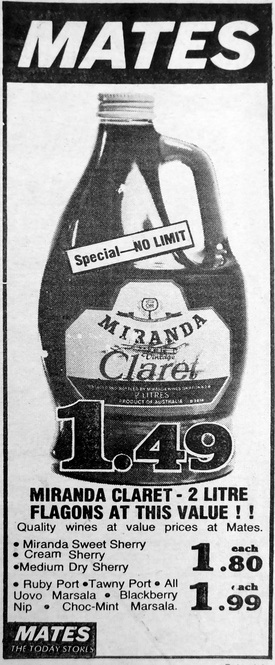 MATES
Special—NO LIMIT
MIRANDA
Vintage
Claret
2 LITRES
PRODUCT OF AUSTRALIA
1.49
MIRANDA CLARET - 2 LITRE
FLAGONS AT THIS VALUE ! !
Quality wines at value prices at Mates.
• Miranda Sweet Sherry
• Cream Sherry
•Medium Dry Sherry
each
1.80
• Ruby Port •Tawny Port • All
Uovo Marsala • Blackberry
Nip • Choc-Mint Marsala.
each
1.99
MATES
THE TODAY STORES